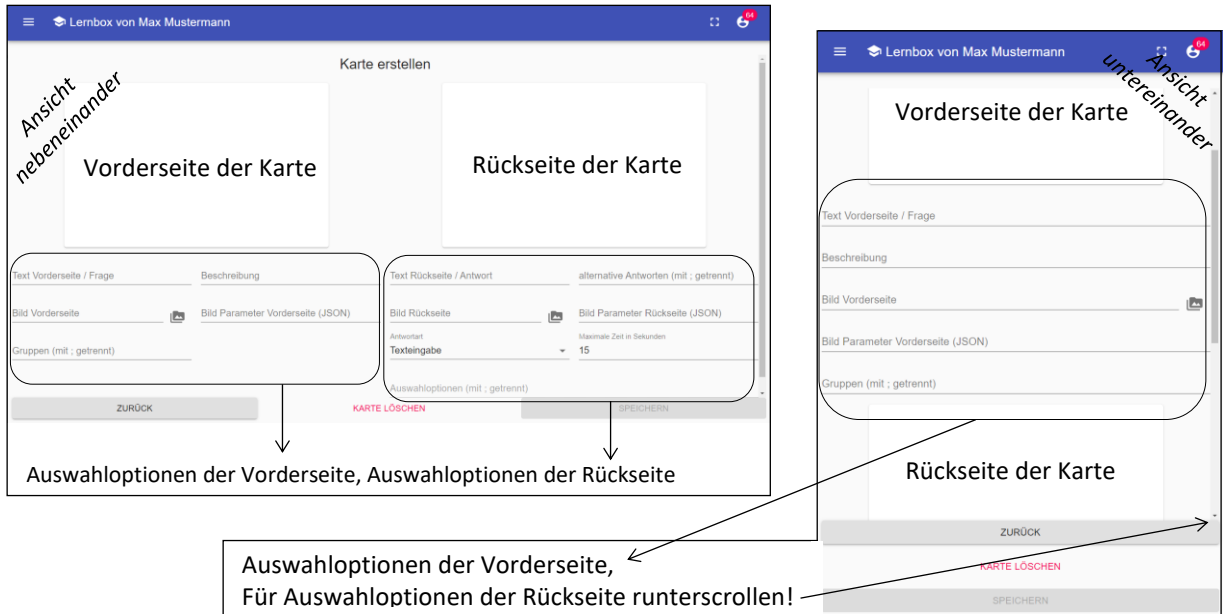 Lernbox von Max Mustermann
64
Karte erstellen
Ansicht
nebeneinander
Vorderseite der Karte
Rückseite der Karte
Text Vorderseite / Frage
Beschreibung
Text Rückseite / Antwort
alternative Antworten (mit ; getrennt)
Bild Vorderseite
Bild Parameter Vorderseite (JSON)
Bild Rückseite
Bild Parameter Rückseite (JSON)
Gruppen (mit ; getrennt)
Antwortart
Texteingabe
Maximale Zeit in Sekunden
15
Auswahloptionen (mit ; getrennt)
ZURÜCK
KARTE LÖSCHEN
SPEICHERN
Auswahloptionen der Vorderseite, Auswahloptionen der Rückseite
Lernbox von Max Mustermann
64
Ansicht
untereinander
Vorderseite der Karte
Text Vorderseite / Frage
Beschreibung
Bild Vorderseite
Bild Parameter Vorderseite (JSON)
Gruppen (mit ; getrennt)
Rückseite der Karte
ZURÜCK
KARTE LÖSCHEN
SPEICHERN
Auswahloptionen der Vorderseite,
Für Auswahloptionen der Rückseite runterscrollen!